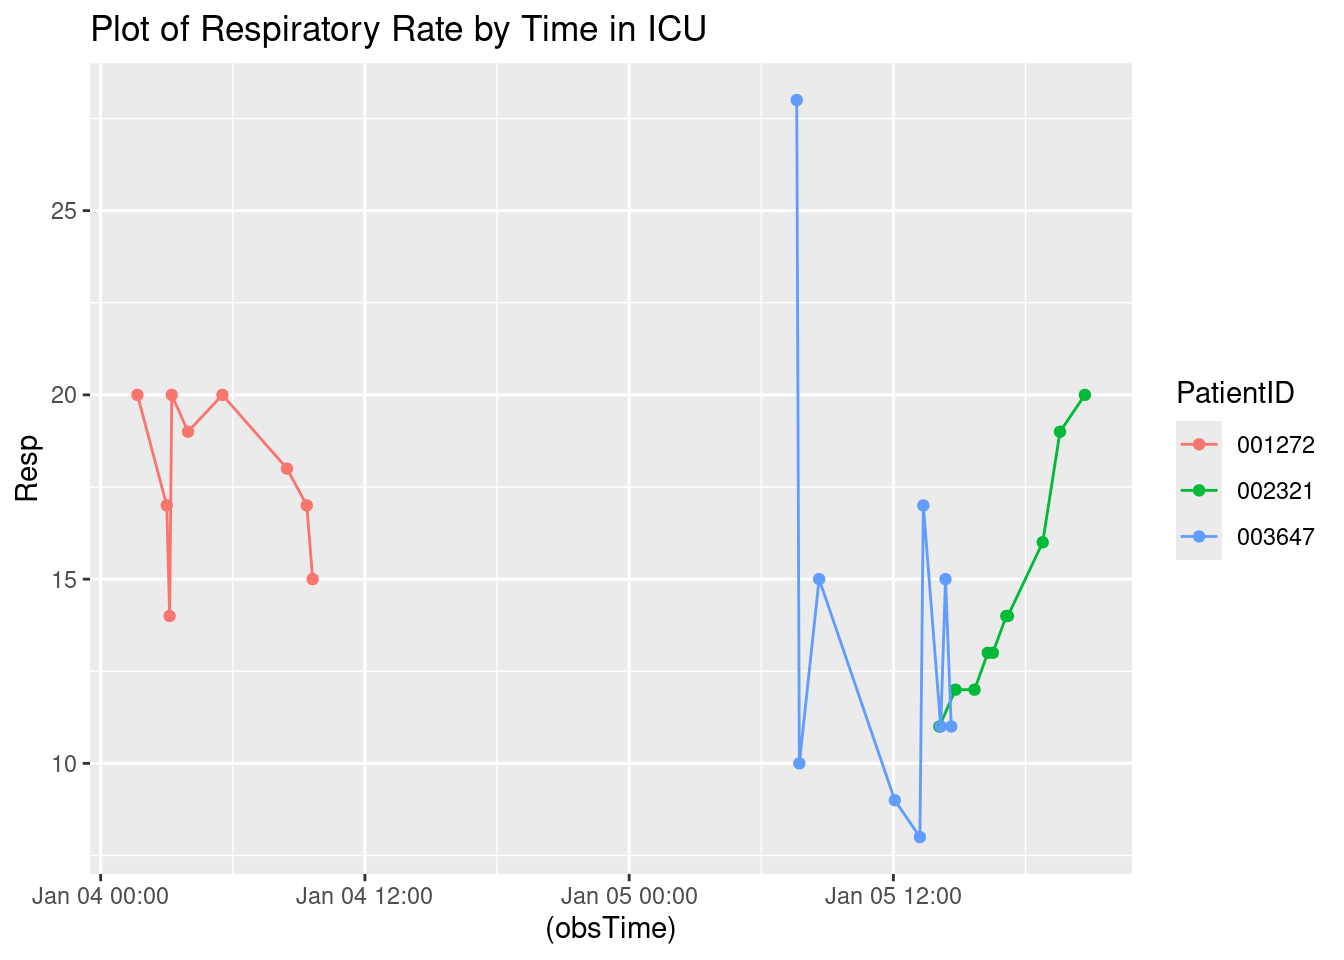 Plot of Respiratory Rate by Time in ICU
Resp
25
20
15
10
Jan 04 00:00
Jan 04 12:00
Jan 05 00:00
Jan 05 12:00
(obsTime)
PatientID
001272
002321
003647